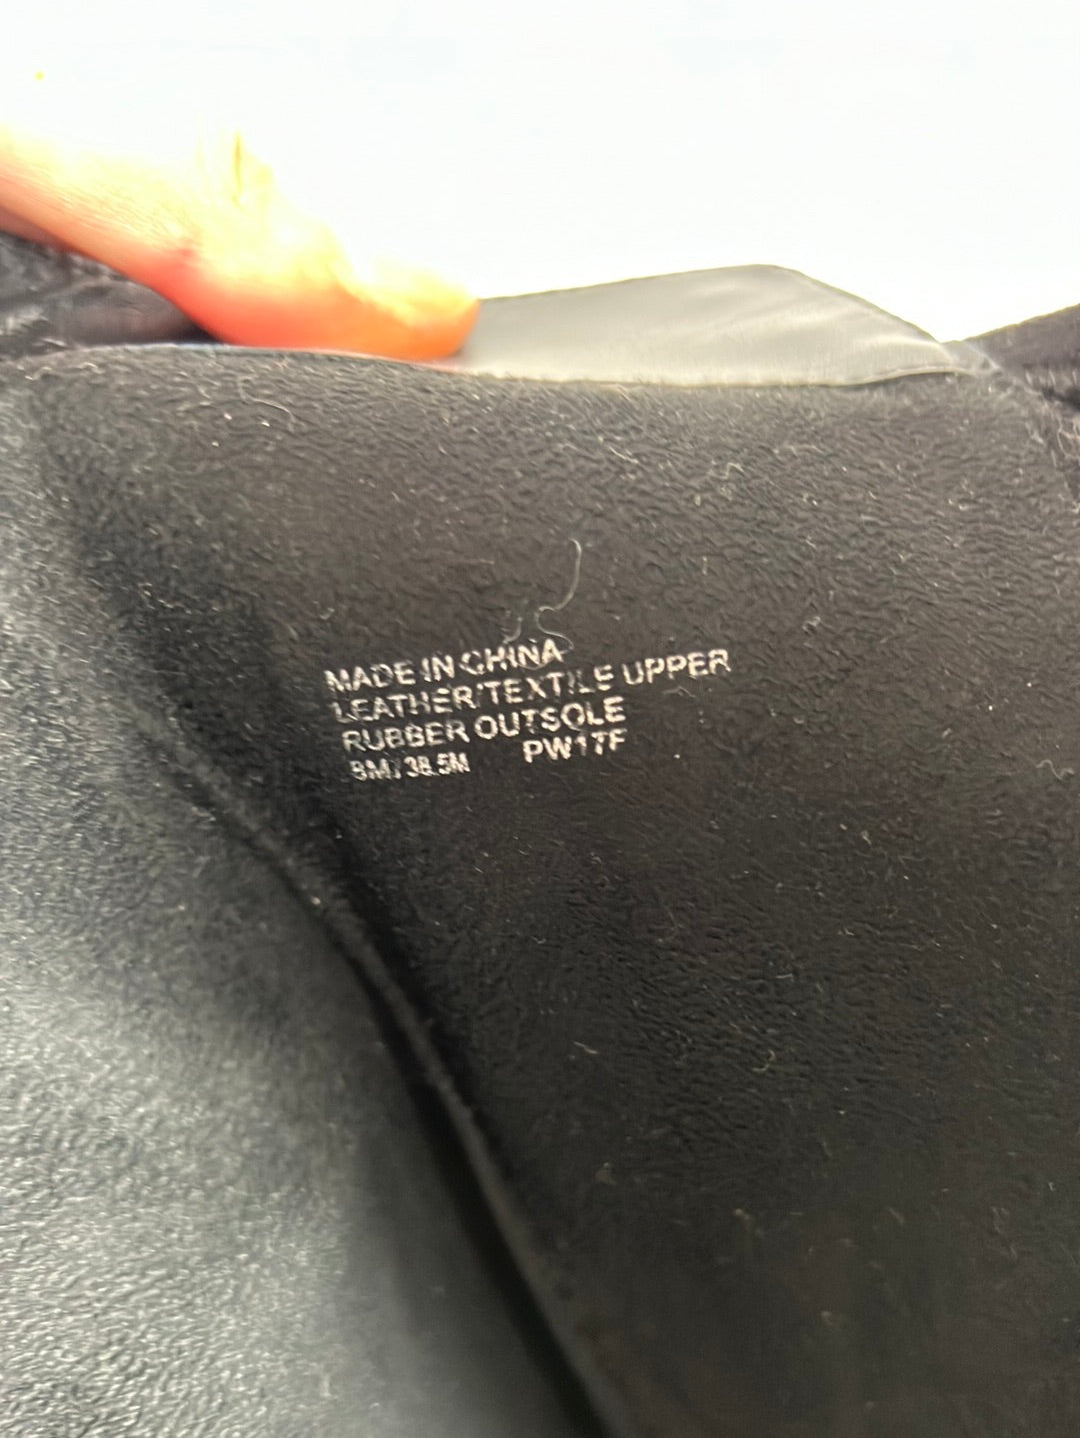 MADE IN CHINA
LEATHER/TEXTILE UPPER
RUBBER OUTSOLE
8M/38.5M PW17F